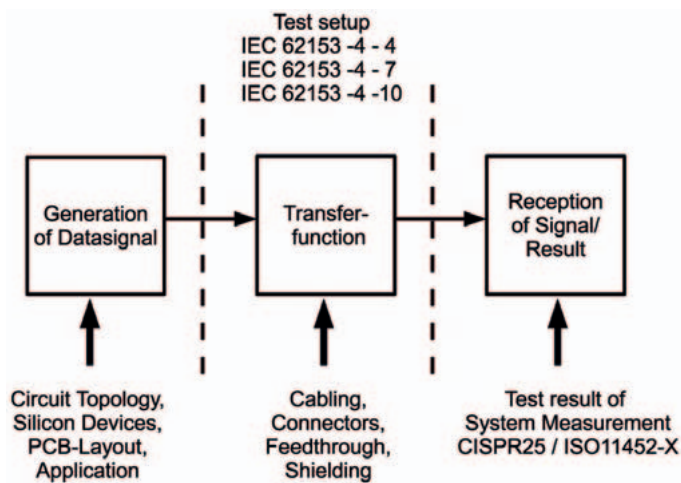 Test setup
IEC 62153 -4 - 4
IEC 62153 -4 - 7
IEC 62153 -4 -10
Generation
of Datasignal
Transfer-
function
Reception
of Signal/
Result
Circuit Topology,
Silicon Devices,
PCB-Layout,
Application
Cabling,
Connectors,
Feedthrough,
Shielding
Test result of
System Measurement
CISPR25 / ISO11452-X